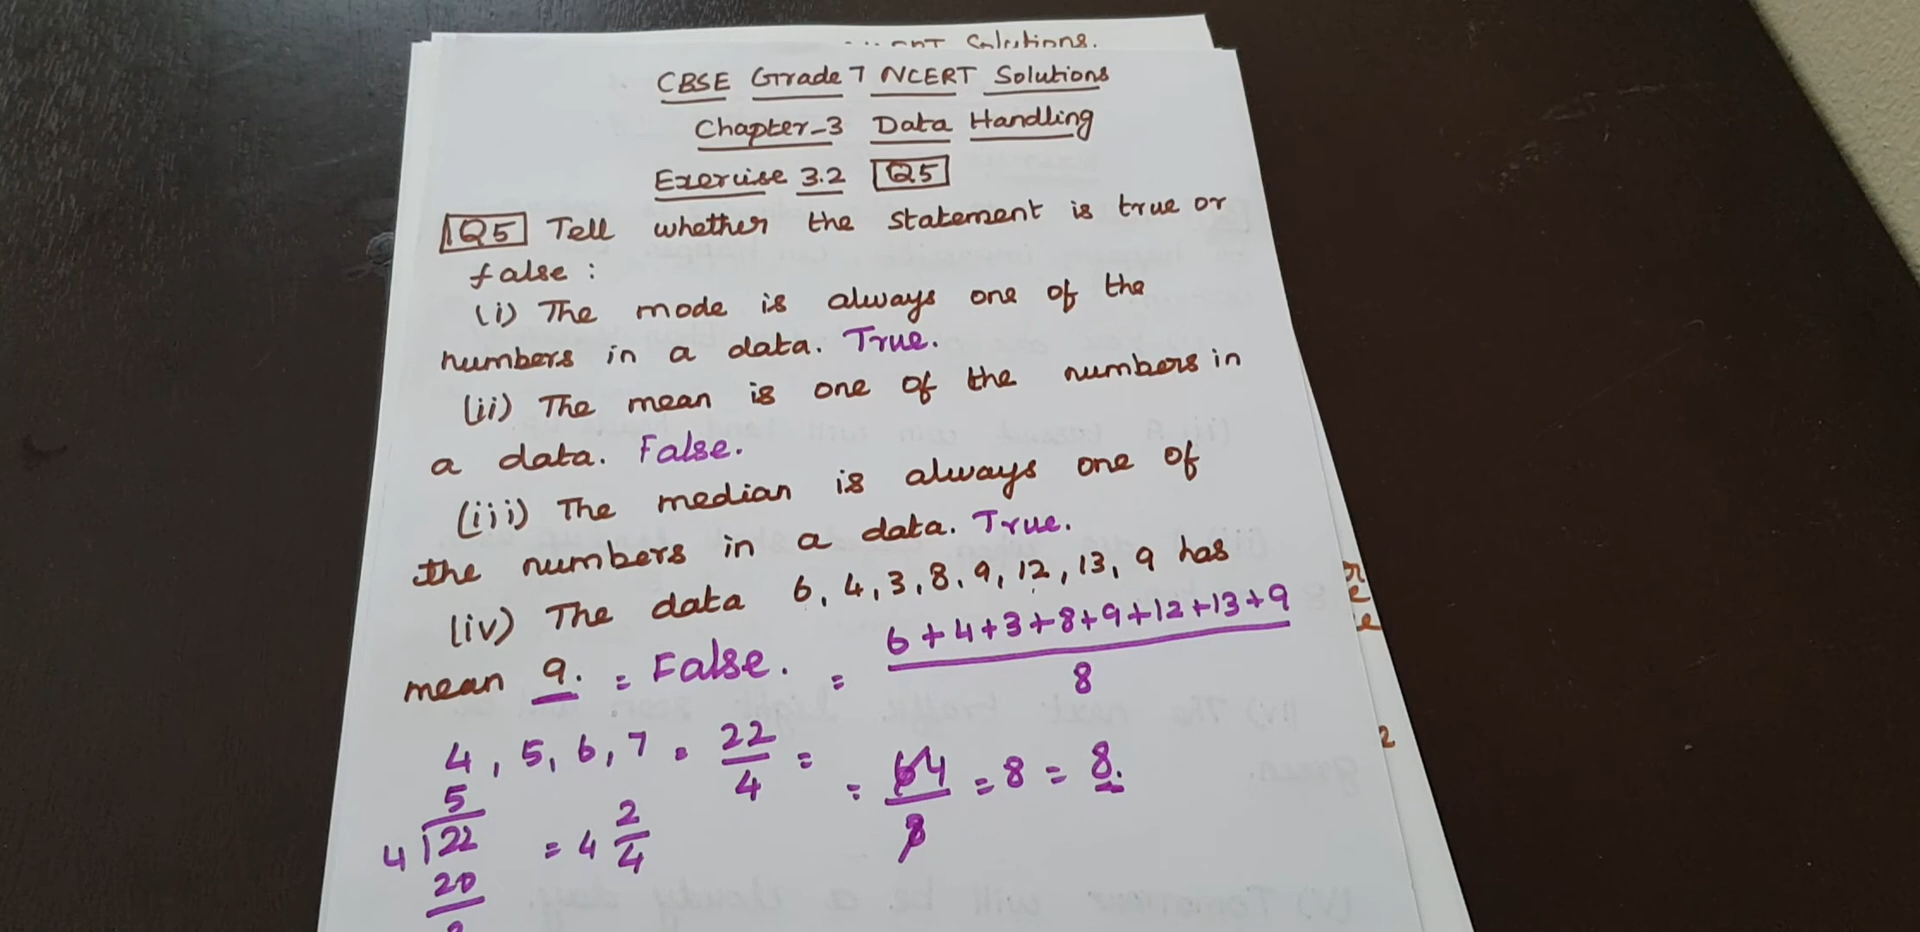 Solutions.
CBSE Grade 7 NCERT Solutions
Chapter-3 Data Handling
Exercise 3.2 Q5
Q5 Tell whether the statement is true or
false :
(i) The mode is always one of the
numbers in a data. True.
(ii) The mean is one of the numbers in
a data. False.
(iii) The median is always one of
the numbers in a data. True.
(iv) The data 6, 4, 3, 8, 9, 12, 13, 9 has
mean 9. = False. = 6+4+3+8+9+12+13+9
8
4, 5, 6, 7 = 22/4 = = 64/8 = 8 = 8.
5
4 22 = 4 2/4
20